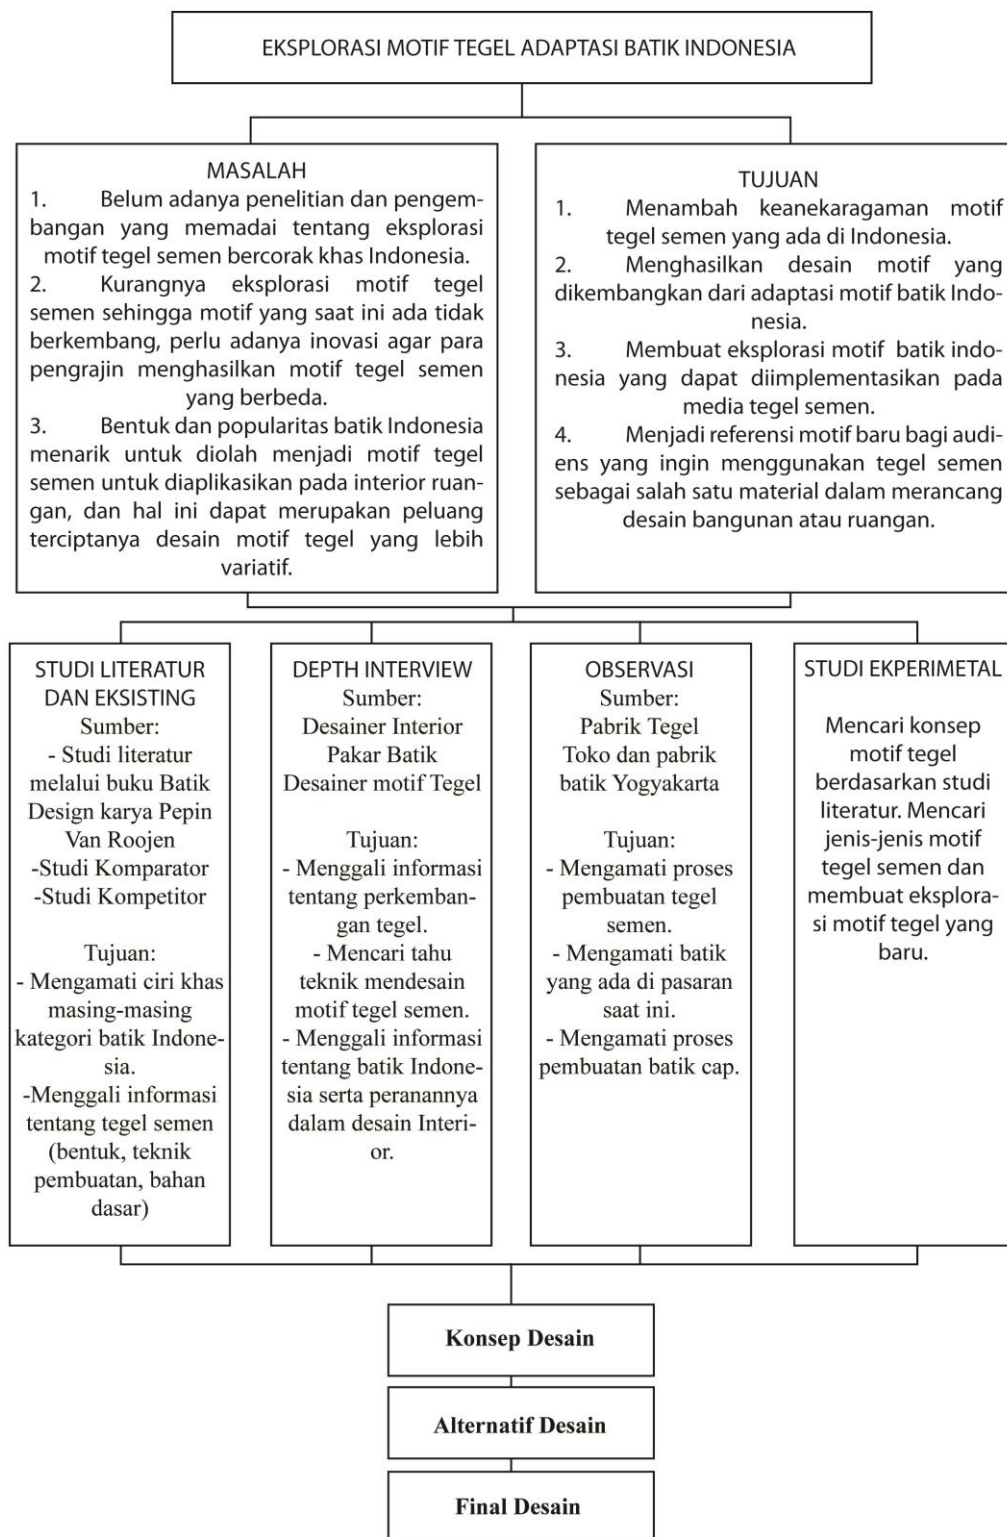 EKSPLORASI MOTIF TEGEL ADAPTASI BATIK INDONESIA
MASALAH
1. Belum adanya penelitian dan pengem-
bangan yang memadai tentang eksplorasi
motif tegel semen bercorak khas Indonesia.
2. Kurangnya eksplorasi motif tegel
semen sehingga motif yang saat ini ada tidak
berkembang, perlu adanya inovasi agar para
pengrajin menghasilkan motif tegel semen
yang berbeda.
3. Bentuk dan popularitas batik Indonesia
menarik untuk diolah menjadi motif tegel
semen untuk diaplikasikan pada interior ruan-
gan, dan hal ini dapat merupakan peluang
terciptanya desain motif tegel yang lebih
variatif.
TUJUAN
1. Menambah keanekaragaman motif
tegel semen yang ada di Indonesia.
2. Menghasilkan desain motif yang
dikembangkan dari adaptasi motif batik Indo-
nesia.
3. Membuat eksplorasi motif batik indo-
nesia yang dapat diimplementasikan pada
media tegel semen.
4. Menjadi referensi motif baru bagi audi-
ens yang ingin menggunakan tegel semen
sebagai salah satu material dalam merancang
desain bangunan atau ruangan.
STUDI LITERATUR
DAN EKSISTING
Sumber:
- Studi literatur
melalui buku Batik
Design karya Pepin
Van Roojen
-Studi Komparator
-Studi Kompetitor
Tujuan:
- Mengamati ciri khas
masing-masing
kategori batik Indone-
sia.
-Menggali informasi
tentang tegel semen
(bentuk, teknik
pembuatan, bahan
dasar)
DEPTH INTERVIEW
Sumber:
Desainer Interior
Pakar Batik
Desainer motif Tegel
Tujuan:
- Menggali informasi
tentang perkemban-
gan tegel.
- Mencari tahu
teknik mendesain
motif tegel semen.
- Menggali informasi
tentang batik Indone-
sia serta peranannya
dalam desain Interi-
or.
OBSERVASI
Sumber:
Pabrik Tegel
Toko dan pabrik
batik Yogyakarta
Tujuan:
- Mengamati proses
pembuatan tegel
semen.
- Mengamati batik
yang ada di pasaran
saat ini.
- Mengamati proses
pembuatan batik cap.
STUDI EKPERIMETAL
Mencari konsep
motif tegel
berdasarkan studi
literatur. Mencari
jenis-jenis motif
tegel semen dan
membuat eksplora-
si motif tegel yang
baru.
Konsep Desain
Alternatif Desain
Final Desain